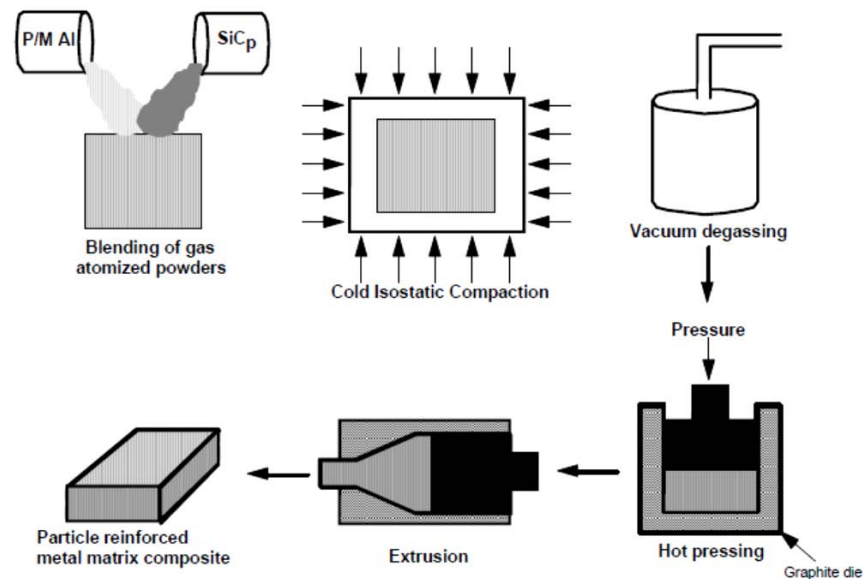 P/M Al
SiCp
Blending of gas
atomized powders
Cold Isostatic Compaction
Vacuum degassing
Pressure
Particle reinforced
metal matrix composite
Extrusion
Hot pressing
Graphite die